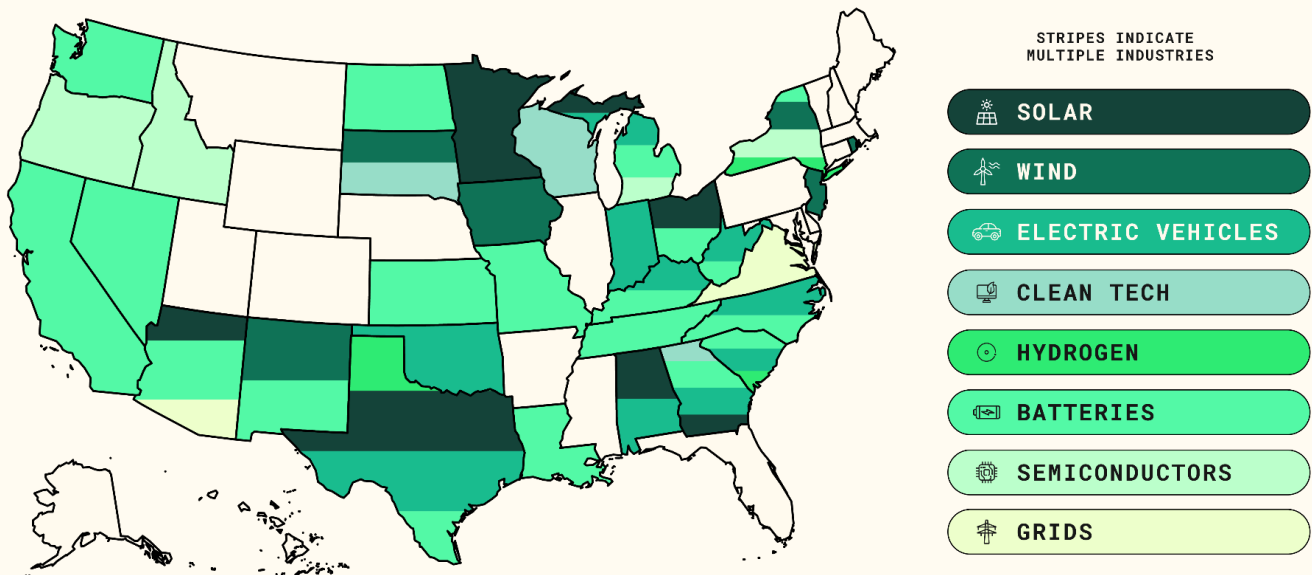 STRIPES INDICATE
MULTIPLE INDUSTRIES
SOLAR
WIND
ELECTRIC VEHICLES
CLEAN TECH
HYDROGEN
BATTERIES
SEMICONDUCTORS
GRIDS